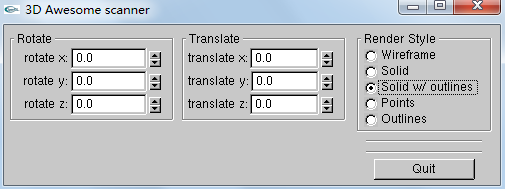 3D Awesome scanner
Rotate
rotate x: 0.0
rotate y: 0.0
rotate z: 0.0
Translate
translate x: 0.0
translate y: 0.0
translate z: 0.0
Render Style
Wireframe
Solid
Solid w/ outlines
Points
Outlines
Quit